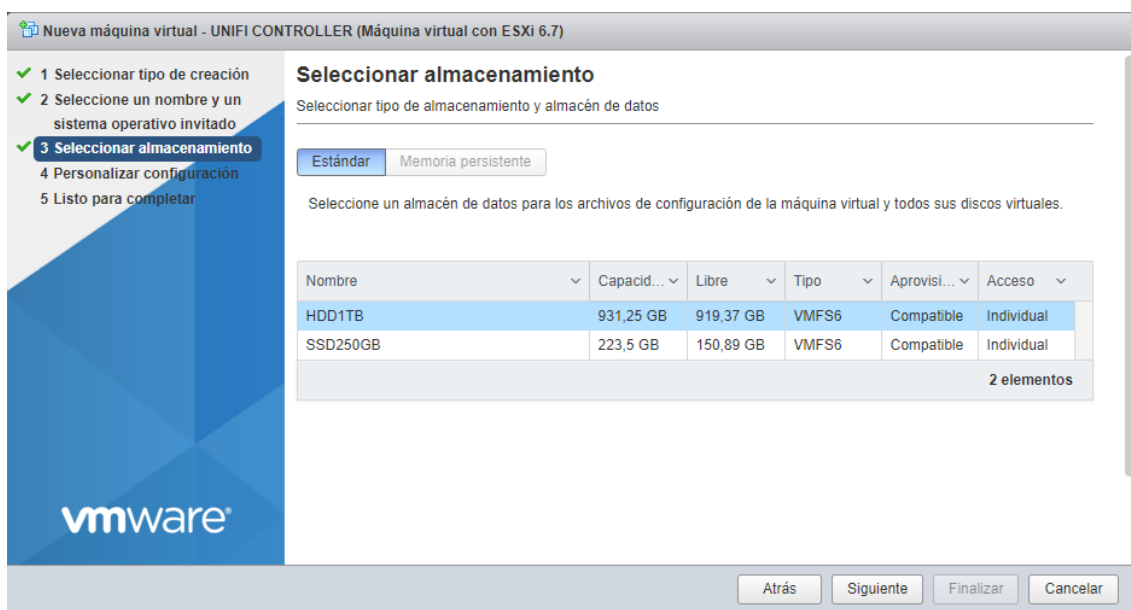 Nueva máquina virtual - UNIFI CONTROLLER (Máquina virtual con ESXi 6.7)
1 Seleccionar tipo de creación
2 Seleccione un nombre y un
sistema operativo invitado
3 Seleccionar almacenamiento
4 Personalizar configuración
5 Listo para completar
vmware®
Seleccionar almacenamiento
Seleccionar tipo de almacenamiento y almacén de datos
Estándar Memoria persistente
Seleccione un almacén de datos para los archivos de configuración de la máquina virtual y todos sus discos virtuales.
Nombre Capacid... Libre Tipo Aprovisi... Acceso
HDD1TB 931,25 GB 919,37 GB VMFS6 Compatible Individual
SSD250GB 223,5 GB 150,89 GB VMFS6 Compatible Individual
2 elementos
Atrás Siguiente Finalizar Cancelar